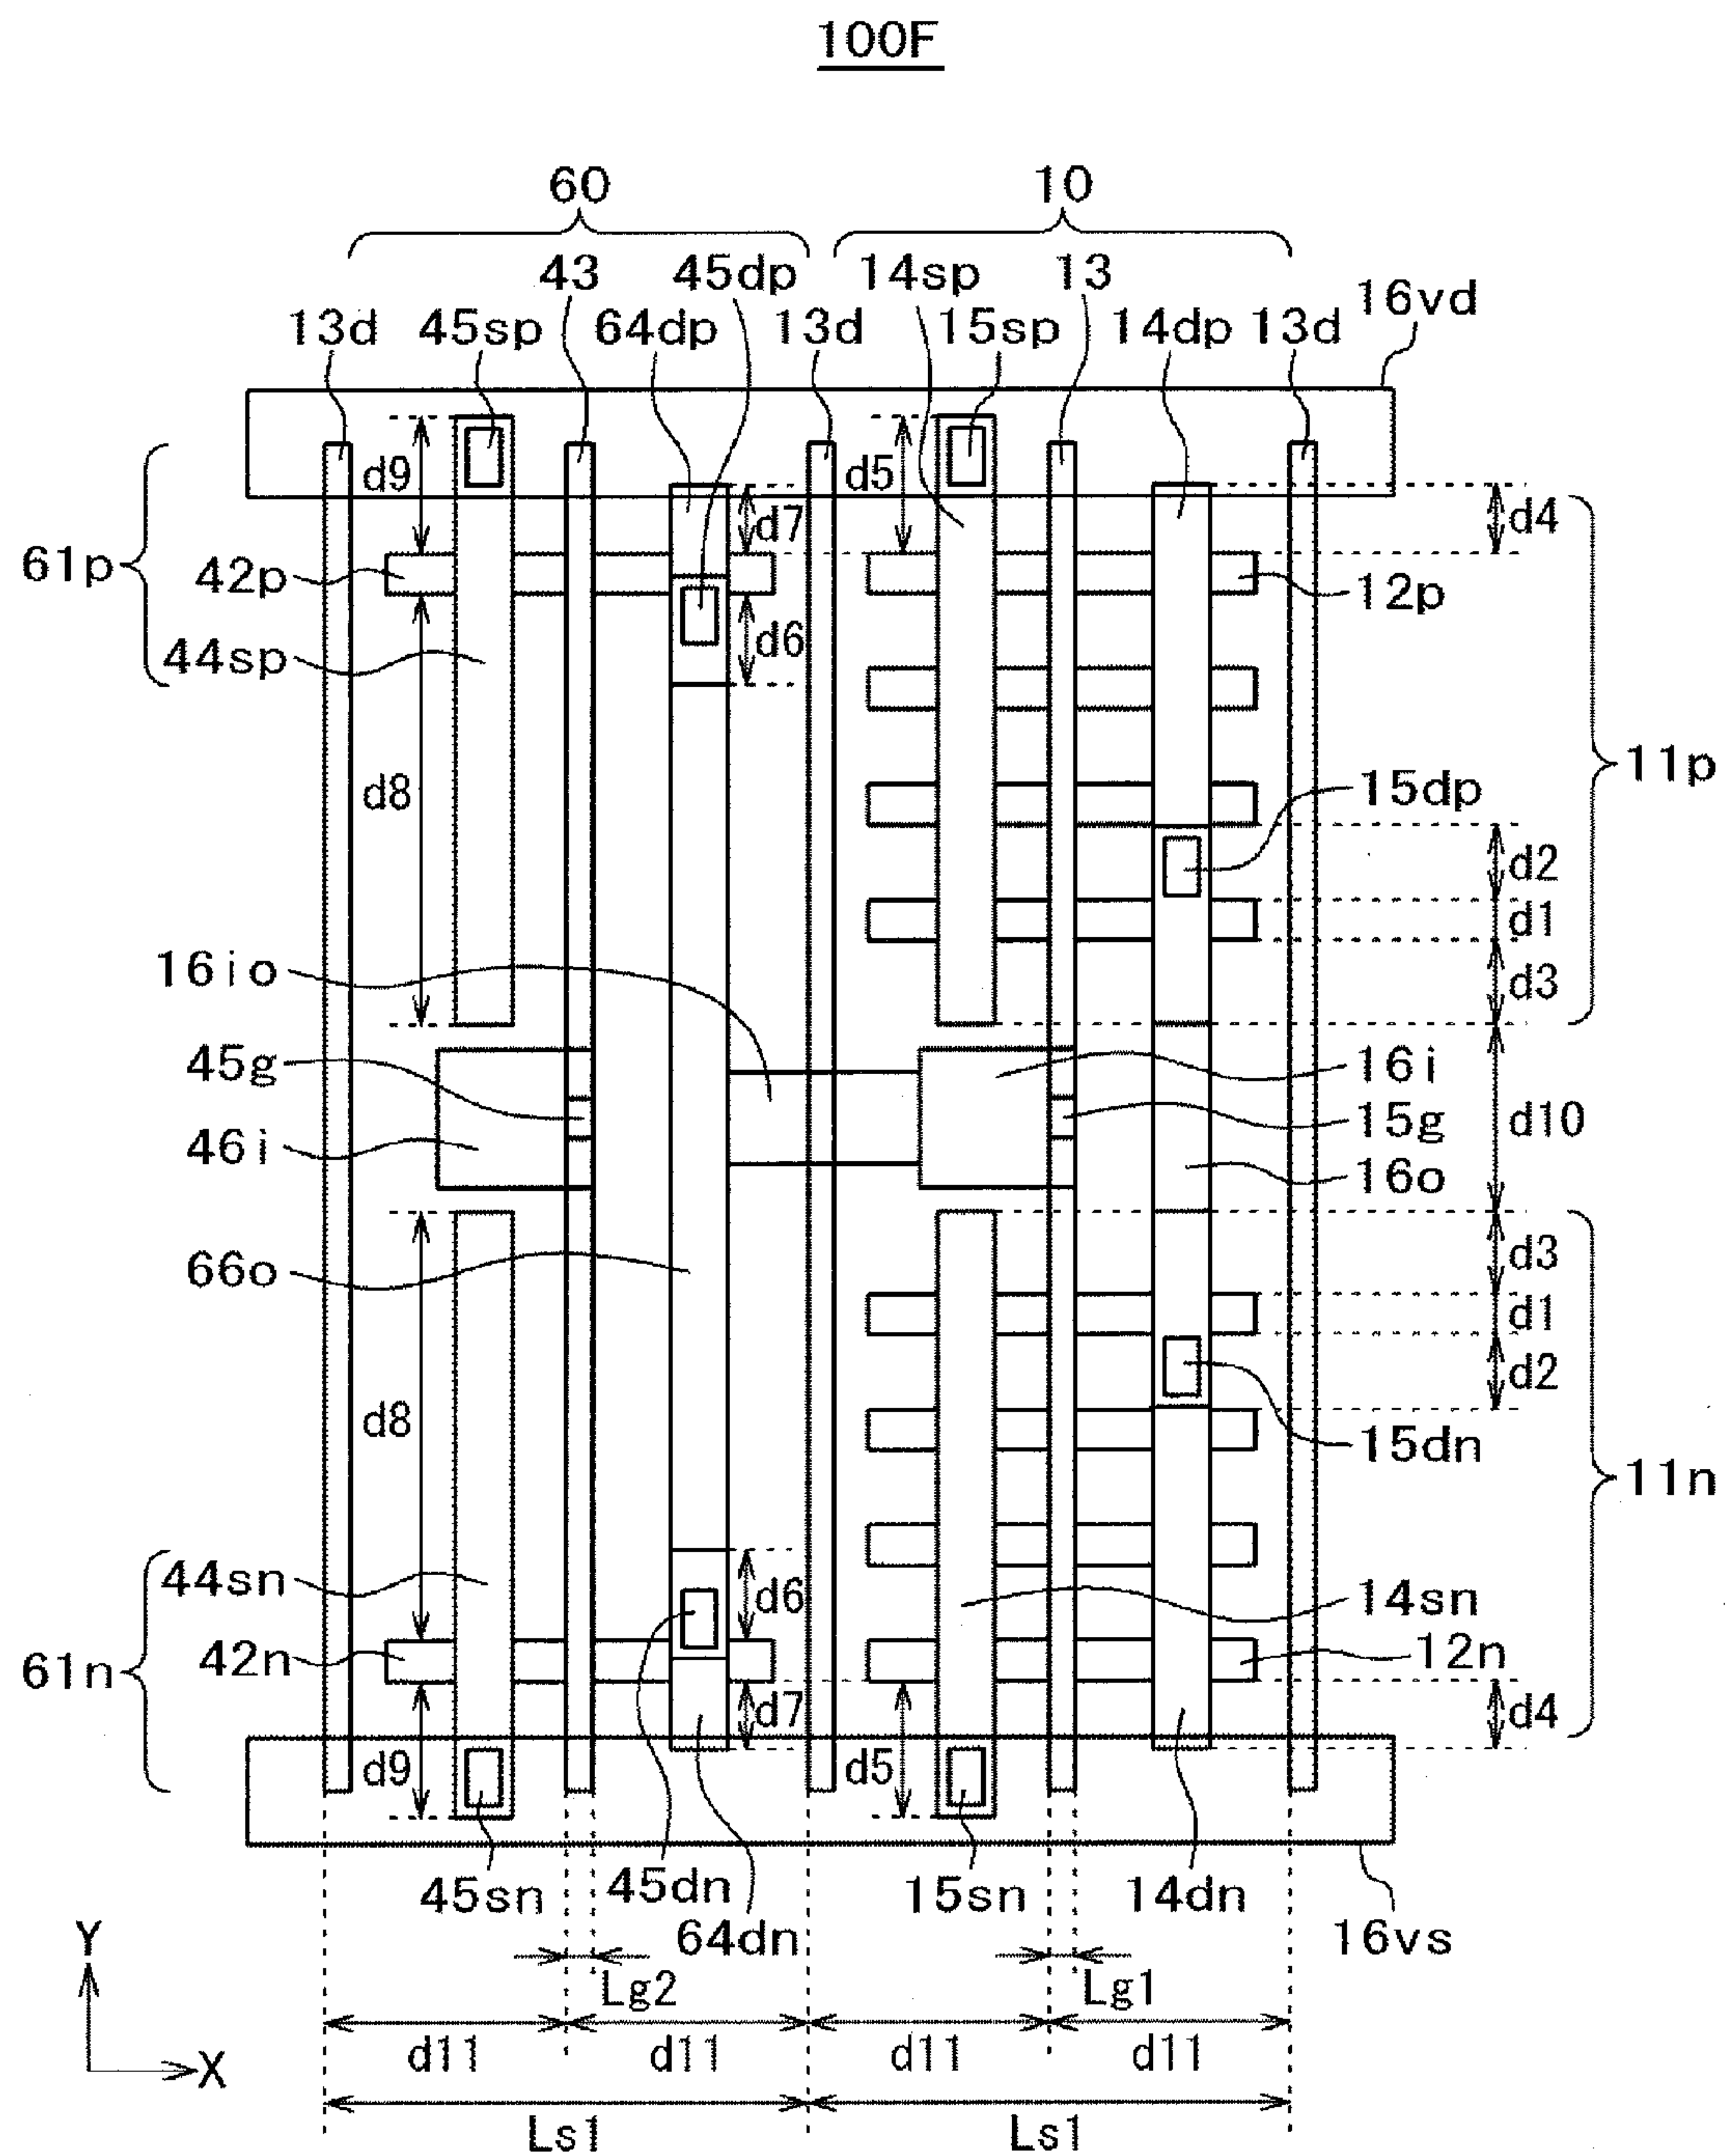 100F
60
10
43
45dp
14sp
13
16vd
13d
45sp
64dp
13d
15sp
14dp
13d
d9
d5
d7
d4
61p
42p
12p
44sp
d6
11p
d8
15dp
d2
d1
16io
d3
45g
16i
46i
15g
d10
16o
66o
d3
d1
d2
d8
15dn
11n
44sn
d6
14sn
61n
42n
12n
d7
d4
d9
d5
45sn
45dn
15sn
14dn
64dn
16vs
Y
Lg2
Lg1
X
d11
d11
d11
d11
Ls1
Ls1